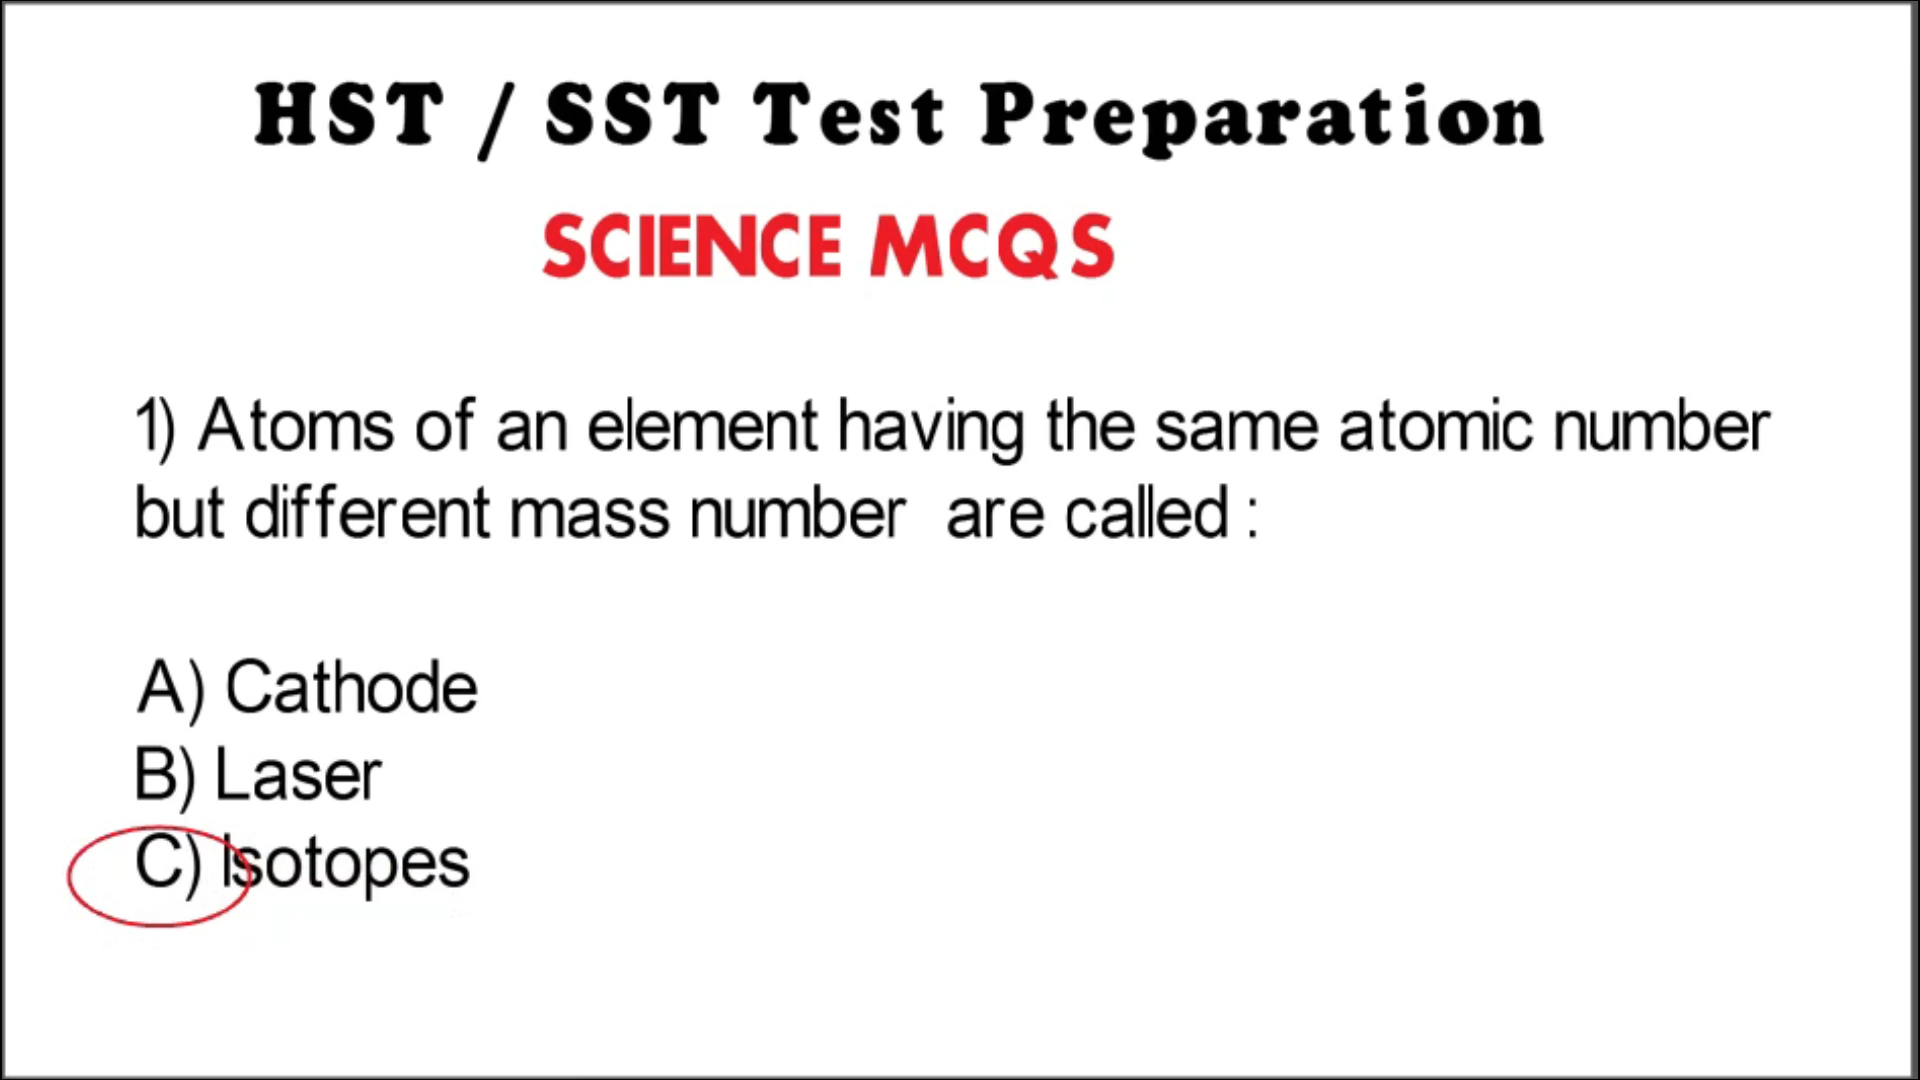 HST / SST Test Preparation
SCIENCE MCQS
1) Atoms of an element having the same atomic number
but different mass number are called :
A) Cathode
B) Laser
C) Isotopes